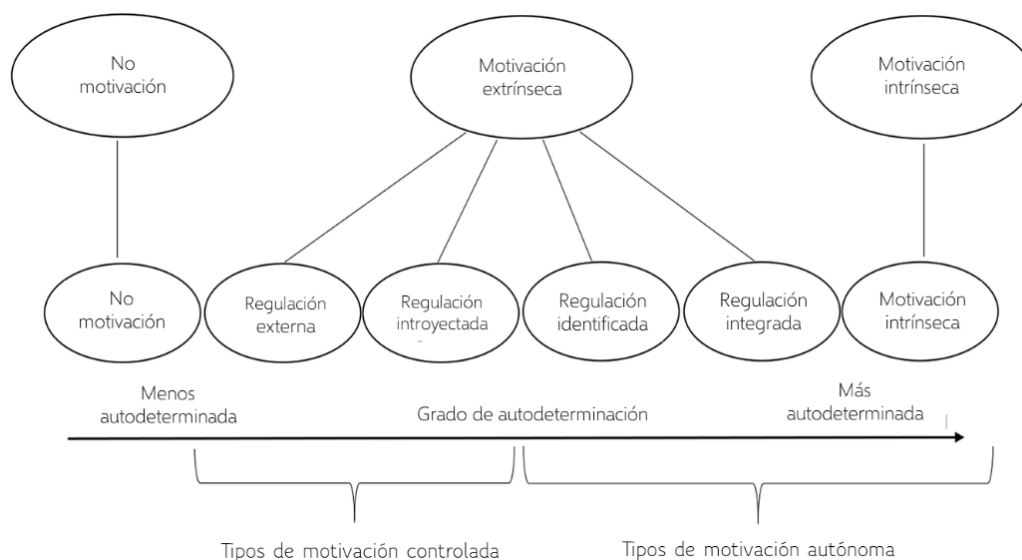 No
motivación
Motivación
extrínseca
Motivación
intrínseca
No
motivación
Regulación
externa
Regulación
introyectada
Regulación
identificada
Regulación
integrada
Motivación
intrínseca
Menos
autodeterminada
Grado de autodeterminación
Más
autodeterminada
Tipos de motivación controlada
Tipos de motivación autónoma